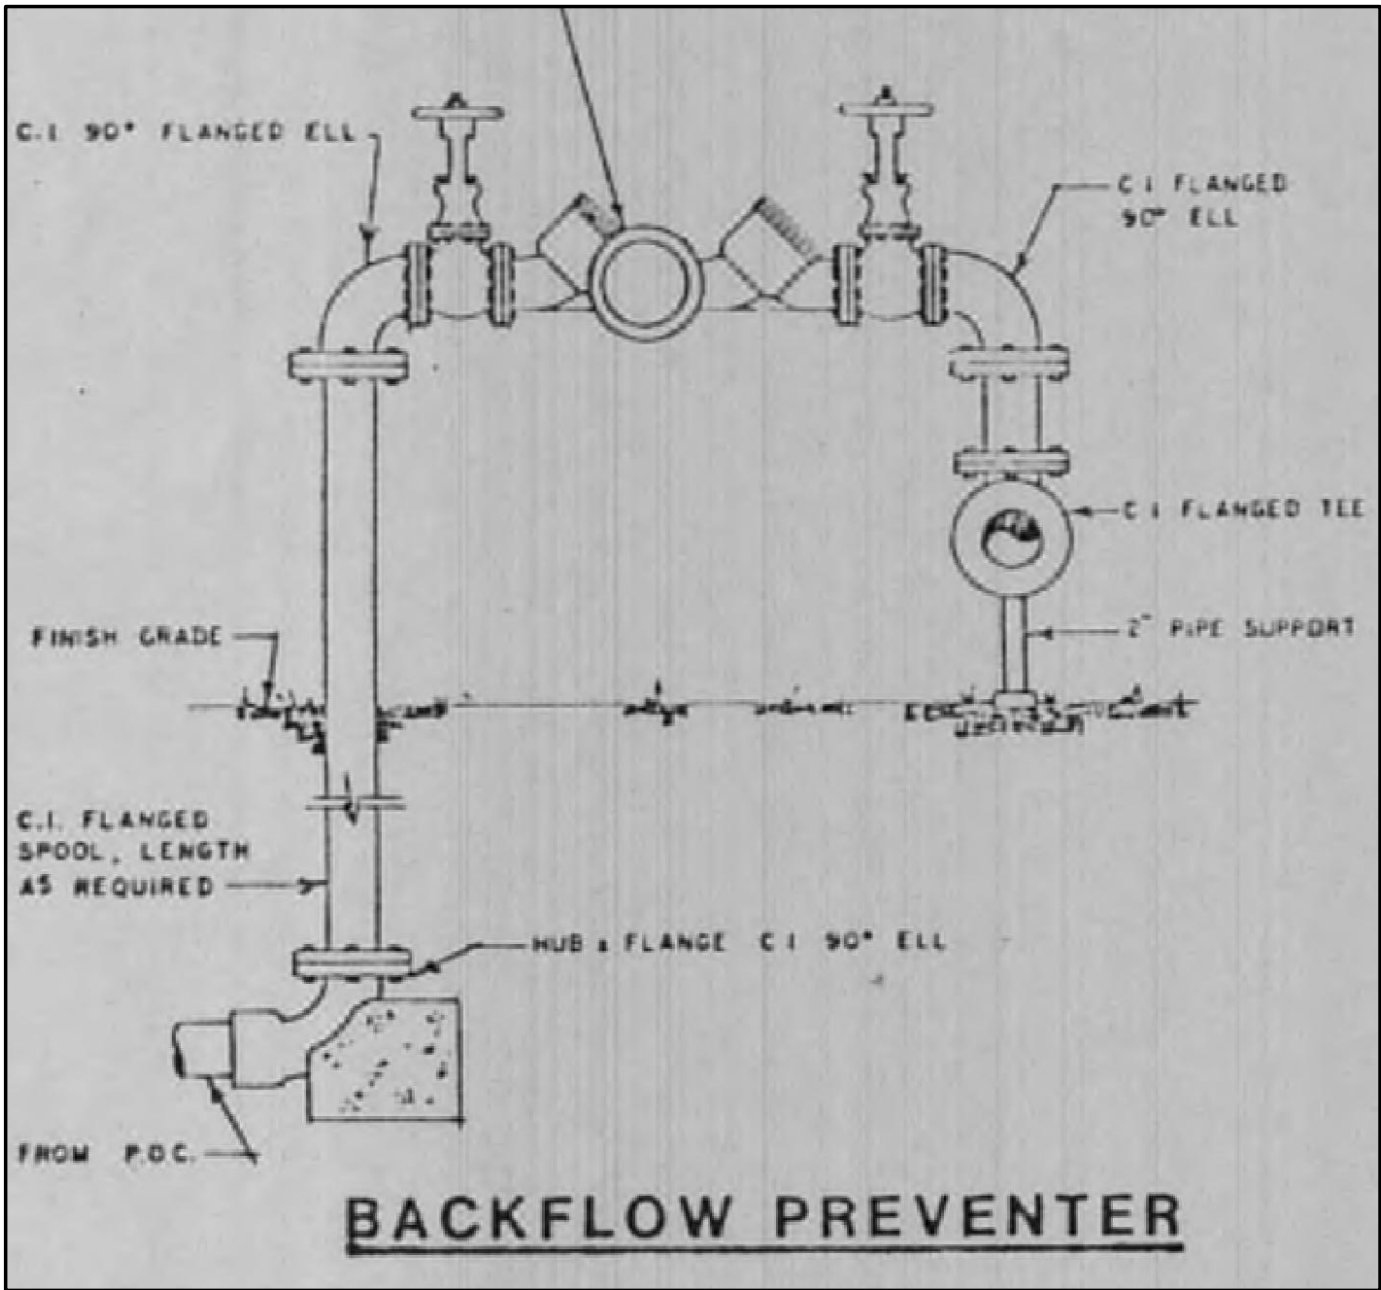 C.I 90° FLANGED ELL
C I FLANGED
90° ELL
C I FLANGED TEE
FINISH GRADE
2" PIPE SUPPORT
C.I. FLANGED
SPOOL, LENGTH
AS REQUIRED
HUB & FLANGE C I 90° ELL
FROM P.O.C.
BACKFLOW PREVENTER